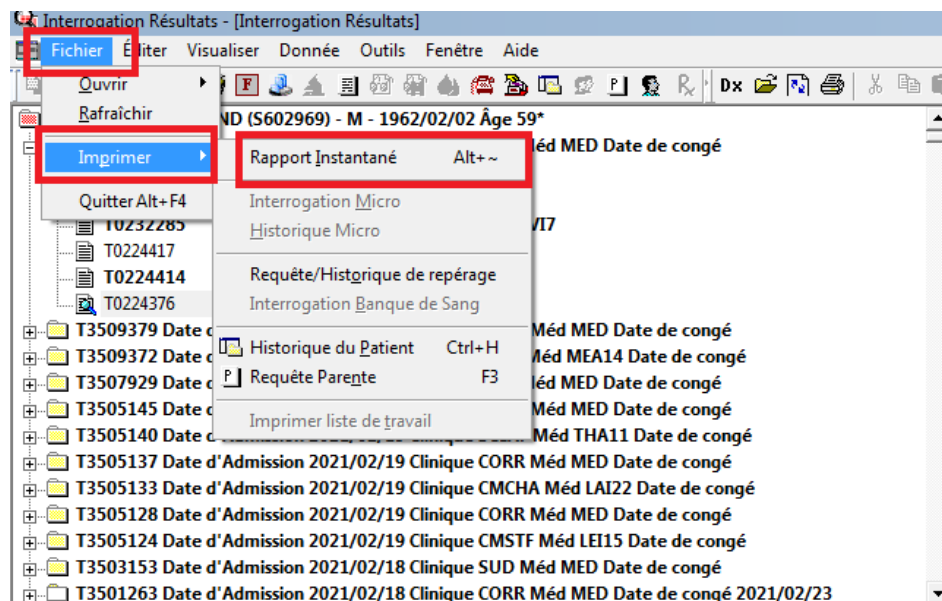 Interrogation Résultats - [Interrogation Résultats]
Fichier Éditer Visualiser Donnée Outils Fenêtre Aide
Ouvrir
F P Dx
Rafraîchir
ND (S602969) - M - 1962/02/02 Âge 59*
Imprimer
Rapport Instantané Alt+~
Méd MED Date de congé
Quitter Alt+F4
Interrogation Micro
T0232285
Historique Micro
VI7
T0224417
T0224414
Requête/Historique de repérage
T0224376
Interrogation Banque de Sang
T3509379 Date Méd MED Date de congé
Historique du Patient Ctrl+H
T3509372 Date Méd MEA14 Date de congé
P Requête Parente F3
T3507929 Date Méd MED Date de congé
T3505145 Date Méd MED Date de congé
Imprimer liste de travail
T3505140 Date Méd THA11 Date de congé
T3505137 Date d'Admission 2021/02/19 Clinique CORR Méd MED Date de congé
T3505133 Date d'Admission 2021/02/19 Clinique CMCHA Méd LAI22 Date de congé
T3505128 Date d'Admission 2021/02/19 Clinique CORR Méd MED Date de congé
T3505124 Date d'Admission 2021/02/19 Clinique CMSTF Méd LEI15 Date de congé
T3503153 Date d'Admission 2021/02/18 Clinique SUD Méd MED Date de congé
T3501263 Date d'Admission 2021/02/18 Clinique CORR Méd MED Date de congé 2021/02/23